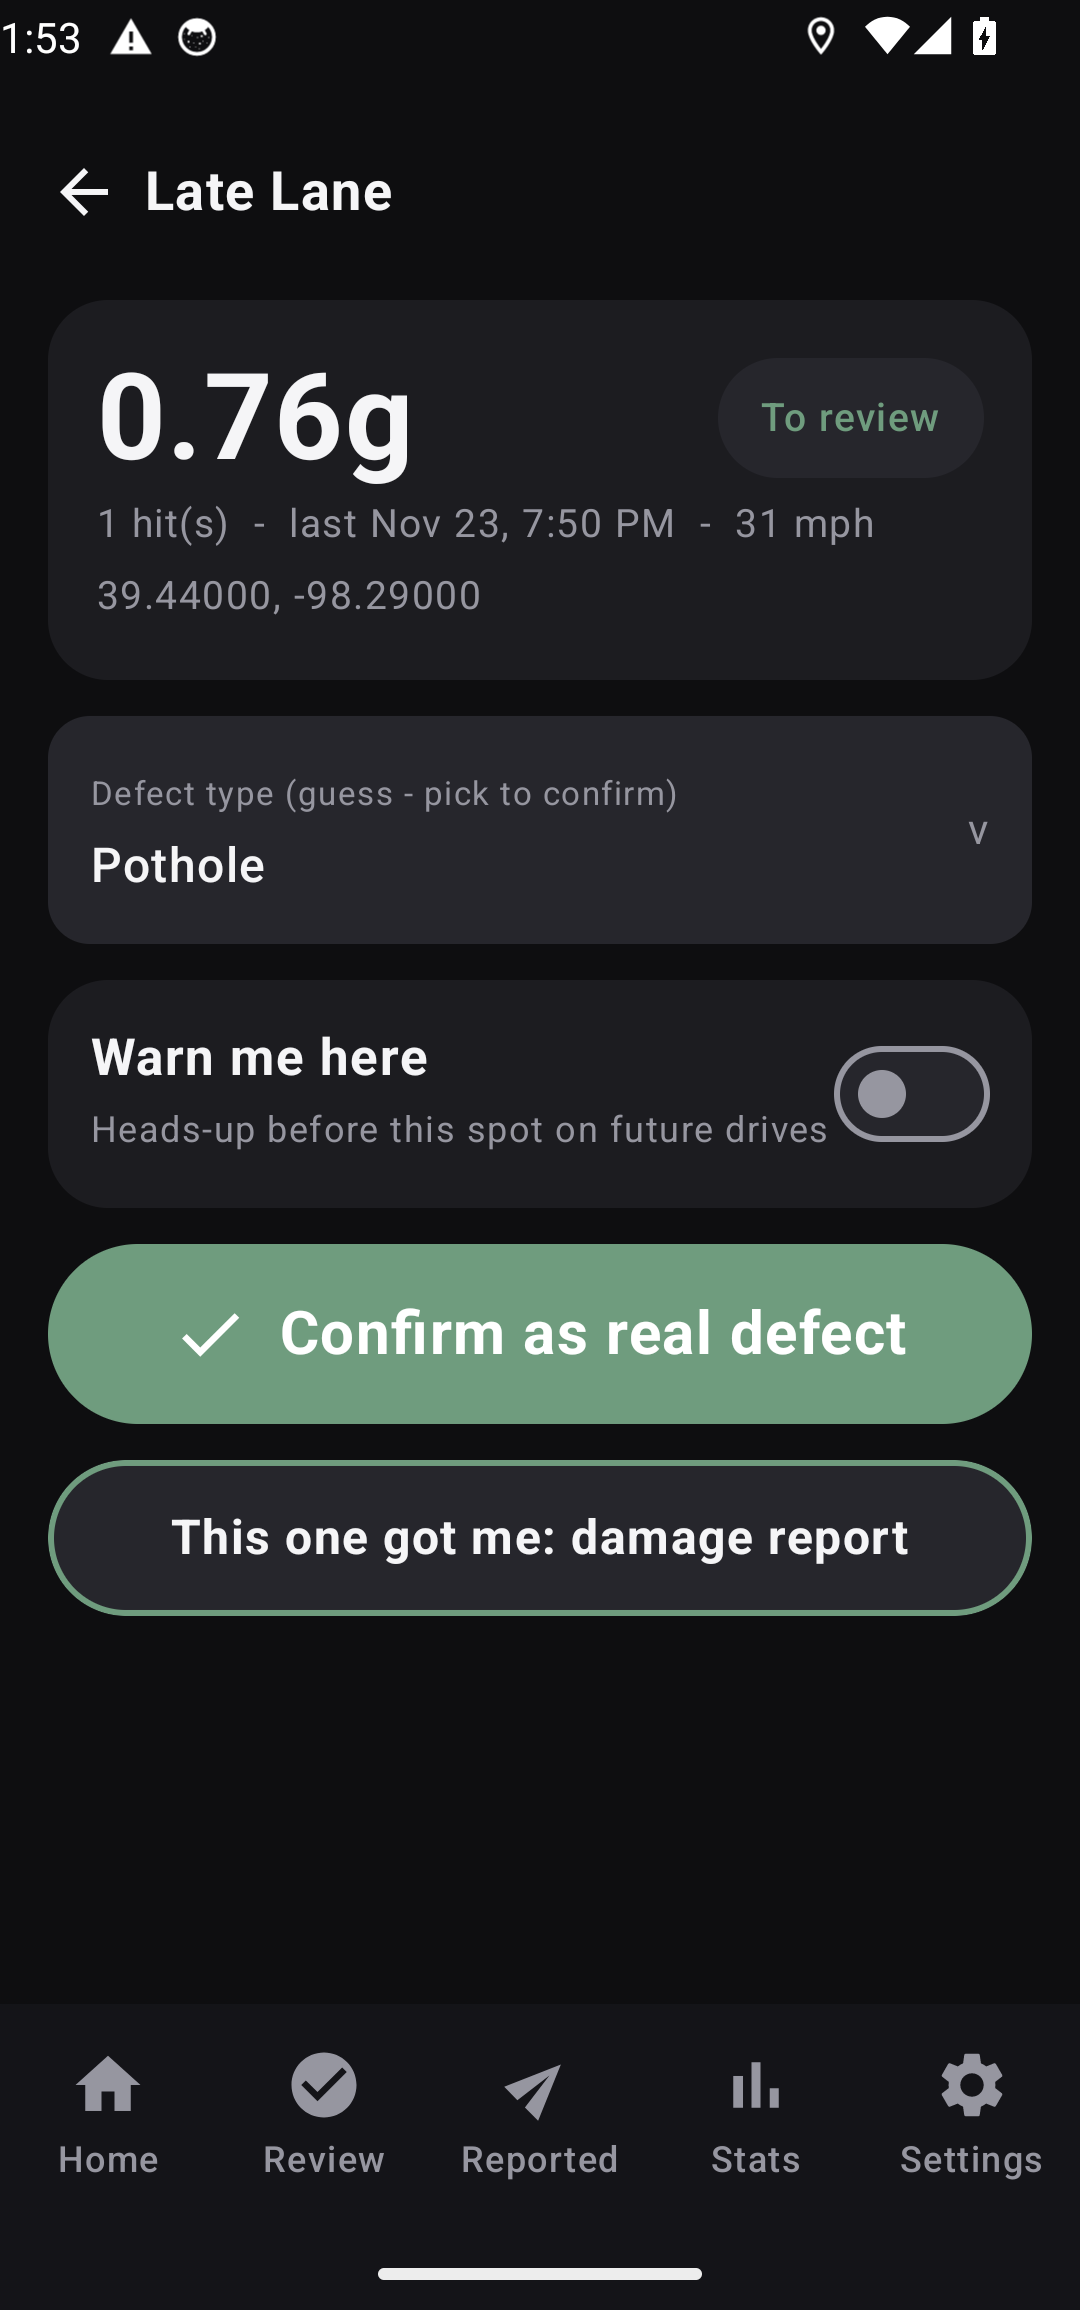 1:53
Late Lane
0.76g
To review
1 hit(s) - last Nov 23, 7:50 PM - 31 mph
39.44000, -98.29000
Defect type (guess - pick to confirm)
Pothole
v
Warn me here
Heads-up before this spot on future drives
Confirm as real defect
This one got me: damage report
Home Review Reported Stats Settings